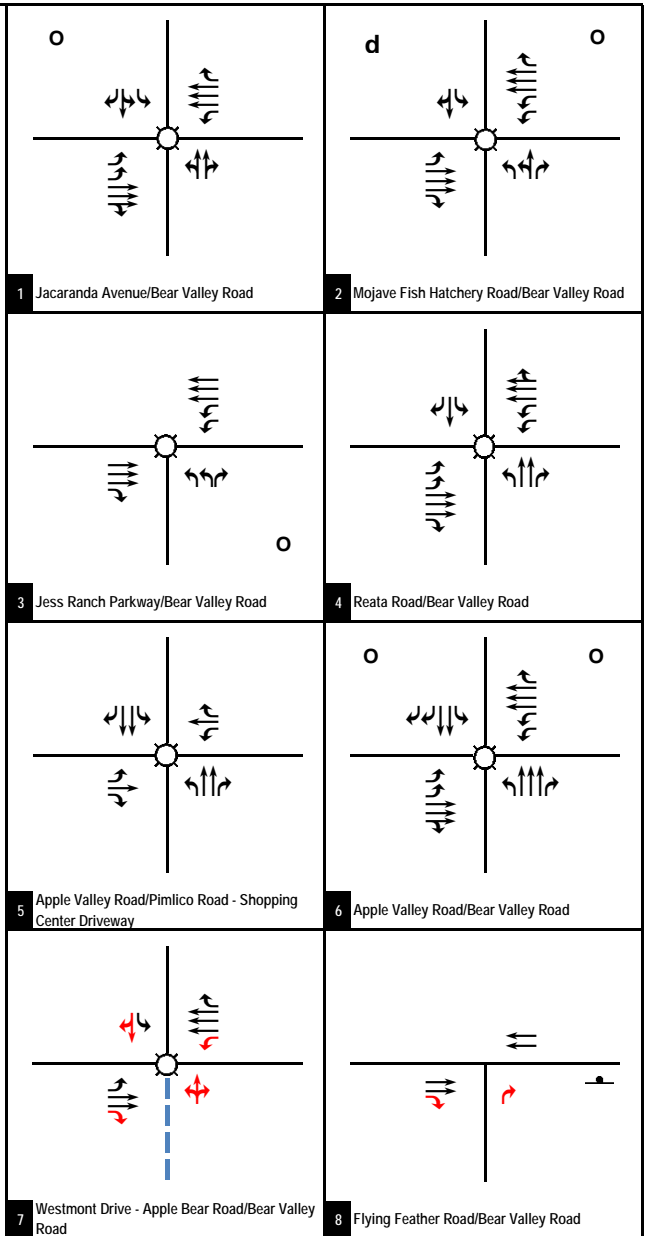 O
1 Jacaranda Avenue/Bear Valley Road
d O
2 Mojave Fish Hatchery Road/Bear Valley Road
O
3 Jess Ranch Parkway/Bear Valley Road
4 Reata Road/Bear Valley Road
5 Apple Valley Road/Pimlico Road - Shopping
Center Driveway
O O
6 Apple Valley Road/Bear Valley Road
7 Westmont Drive - Apple Bear Road/Bear Valley
Road
8 Flying Feather Road/Bear Valley Road